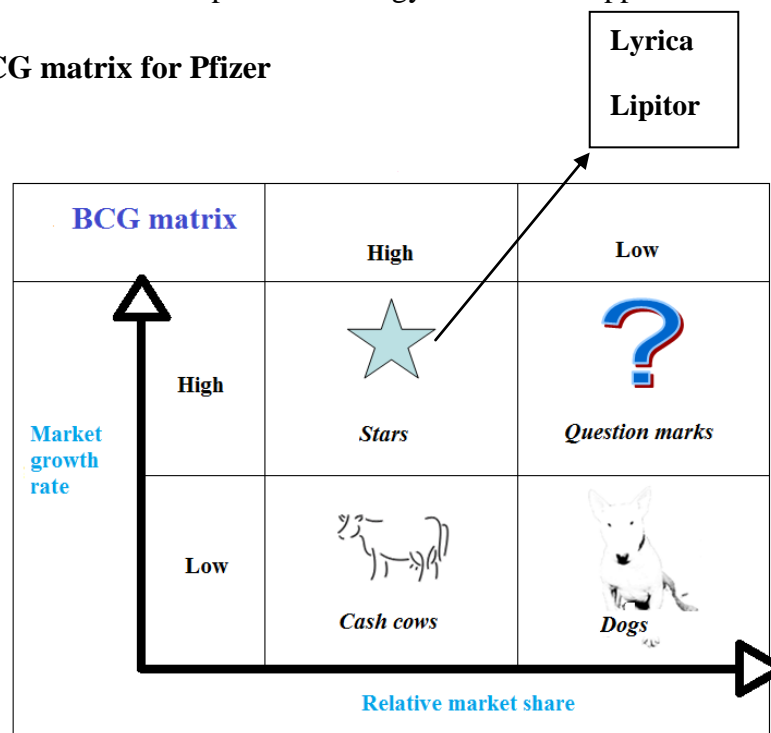 Lyrica
CG matrix for Pfizer
Lipitor
BCG matrix
High
Low
High
Stars
Question marks
Market
growth
rate
Low
Cash cows
Dogs
Relative market share